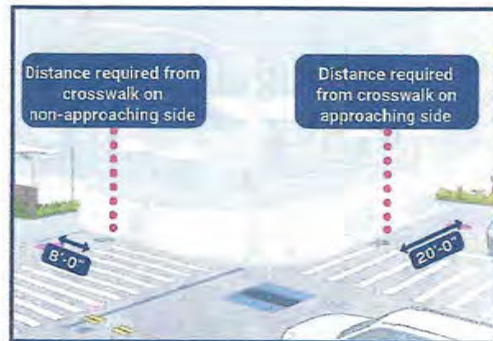 Distance required from
crosswalk on
non-approaching side
Distance required
from crosswalk on
approaching side
8'-0"
20'-0"